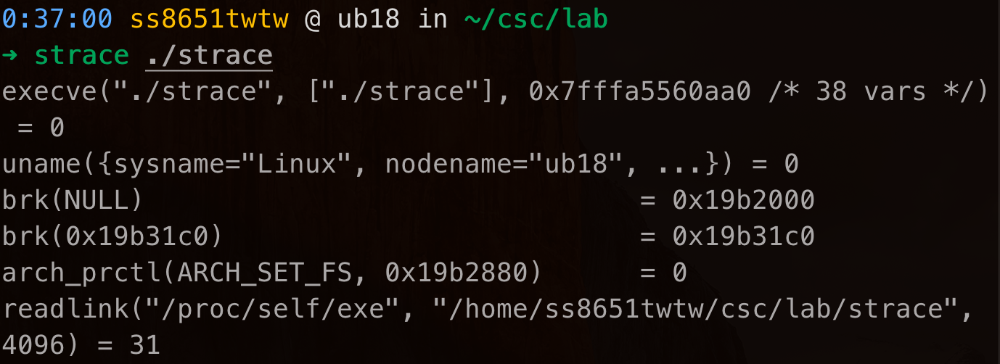 0:37:00 ss8651twtw @ ub18 in ~/csc/lab
→ strace ./strace
execve("./strace", ["./strace"], 0x7fffa5560aa0 /* 38 vars */)
 = 0
uname({sysname="Linux", nodename="ub18", ...}) = 0
brk(NULL)                               = 0x19b2000
brk(0x19b31c0)                          = 0x19b31c0
arch_prctl(ARCH_SET_FS, 0x19b2880)      = 0
readlink("/proc/self/exe", "/home/ss8651twtw/csc/lab/strace",
4096) = 31